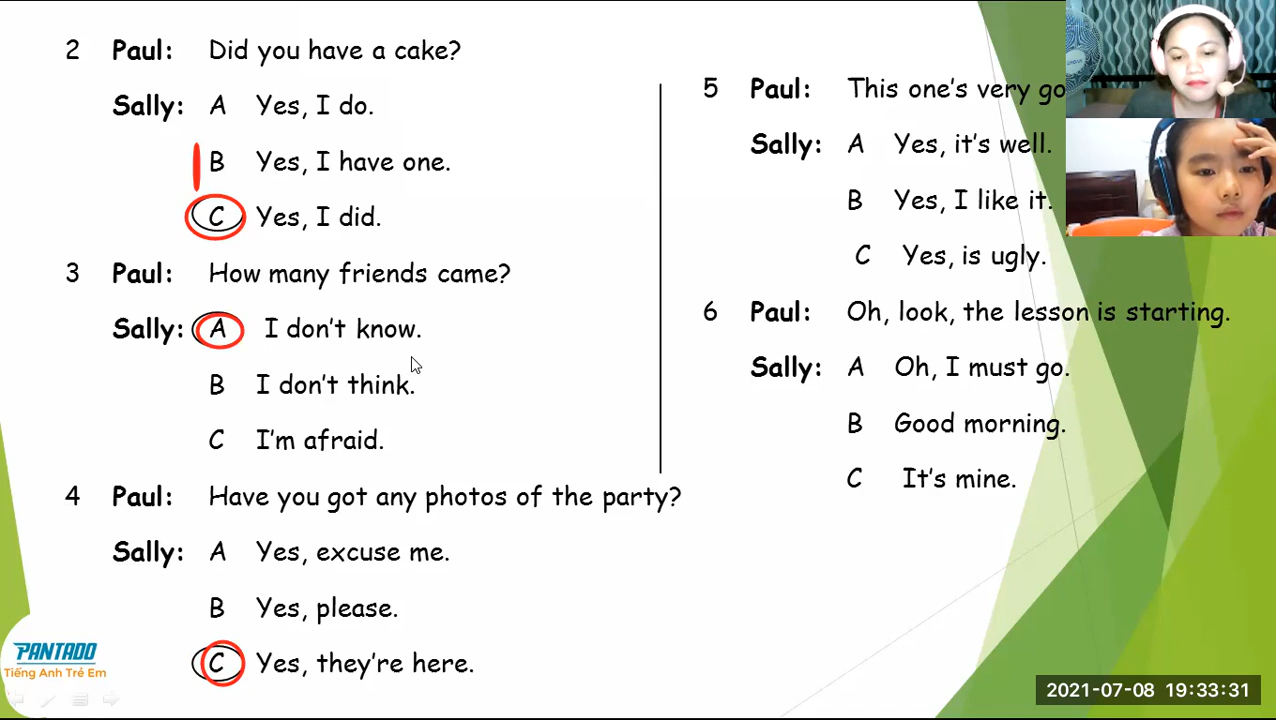 2 Paul: Did you have a cake?
Sally: A Yes, I do.
B Yes, I have one.
C Yes, I did.
3 Paul: How many friends came?
Sally: A I don't know.
B I don't think.
C I'm afraid.
4 Paul: Have you got any photos of the party?
Sally: A Yes, excuse me.
B Yes, please.
C Yes, they're here.
5 Paul: This one's very go
Sally: A Yes, it's well.
B Yes, I like it.
C Yes, is ugly.
6 Paul: Oh, look, the lesson is starting.
Sally: A Oh, I must go.
B Good morning.
C It's mine.
PANTADO
Tiếng Anh Trẻ Em
2021-07-08 19:33:31